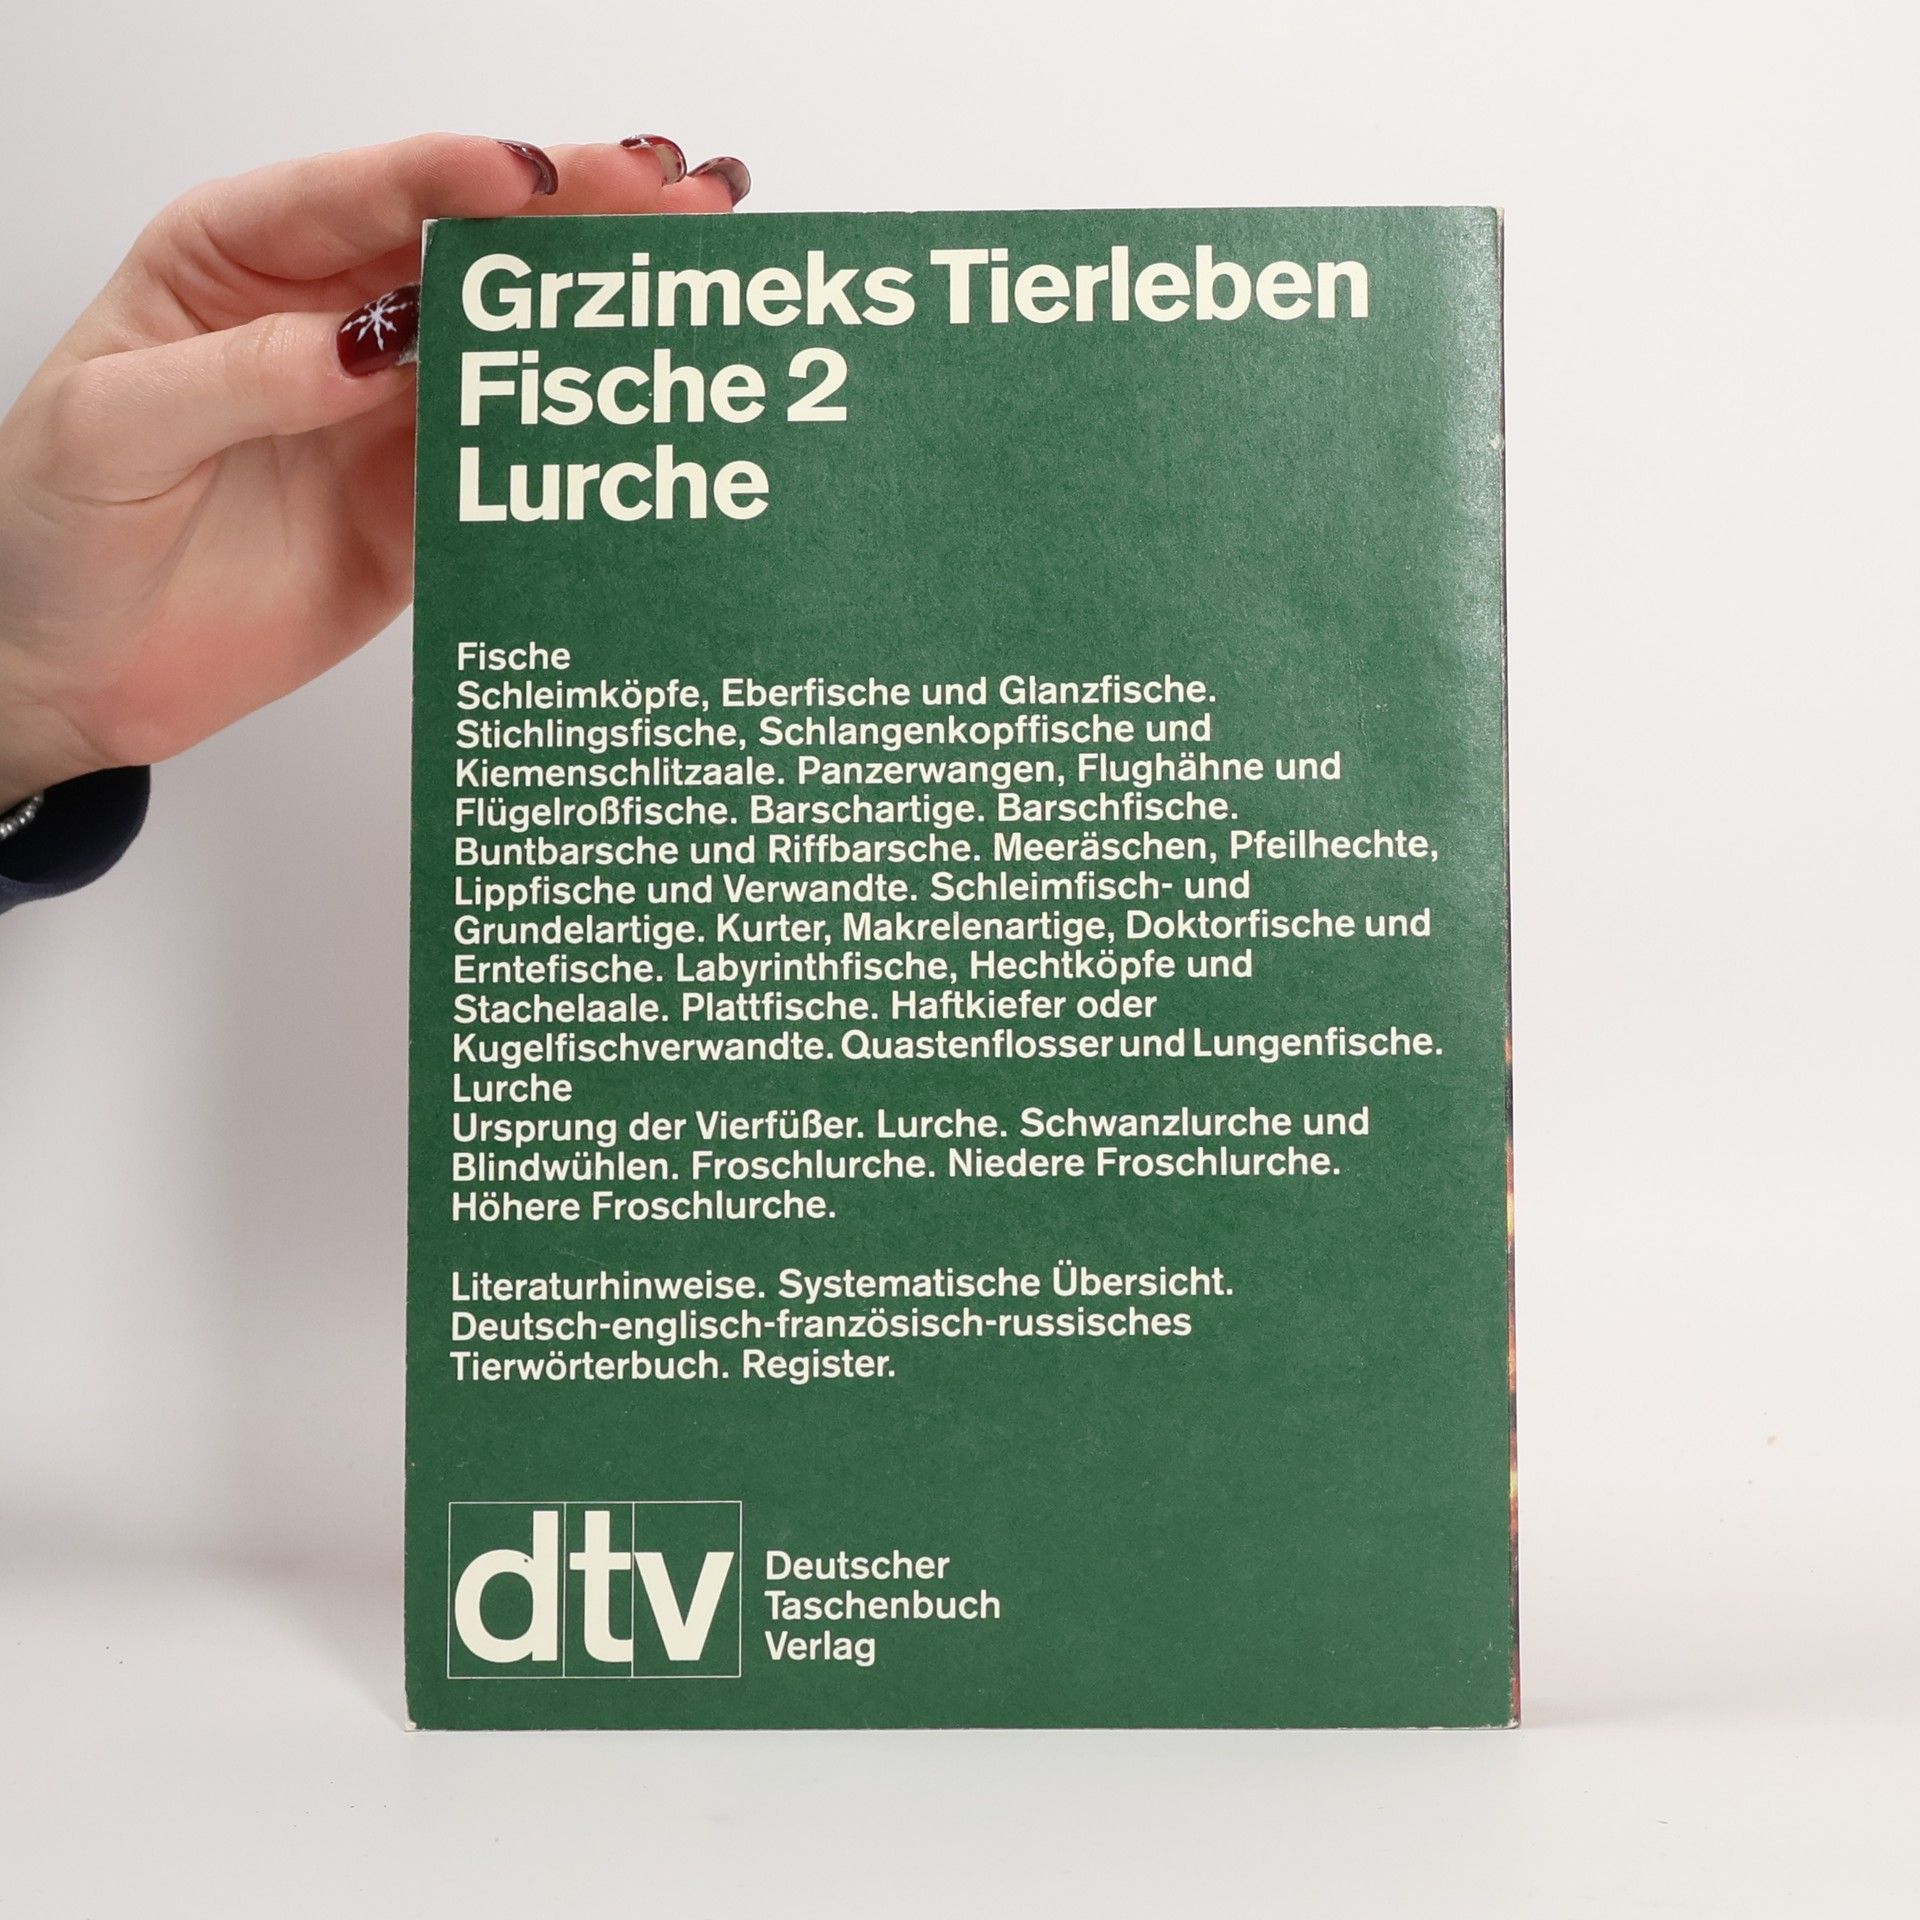 Grzimeks Tierleben
Fische 2
Lurche
Fische
Schleimköpfe, Eberfische und Glanzfische.
Stichlingsfische, Schlangenkopffische und
Kiemenschlitzaale. Panzerwangen, Flughähne und
Flügelroßfische. Barschartige. Barschfische.
Buntbarsche und Riffbarsche. Meeräschen, Pfeilhechte,
Lippfische und Verwandte. Schleimfisch- und
Grundelartige. Kurter, Makrelenartige, Doktorfische und
Erntefische. Labyrinthfische, Hechtköpfe und
Stachelaale. Plattfische. Haftkiefer oder
Kugelfischverwandte. Quastenflosser und Lungenfische.
Lurche
Ursprung der Vierfüßer. Lurche. Schwanzlurche und
Blindwühlen. Froschlurche. Niedere Froschlurche.
Höhere Froschlurche.
Literaturhinweise. Systematische Übersicht.
Deutsch-englisch-französisch-russisches
Tierwörterbuch. Register.
dtv
Deutscher
Taschenbuch
Verlag